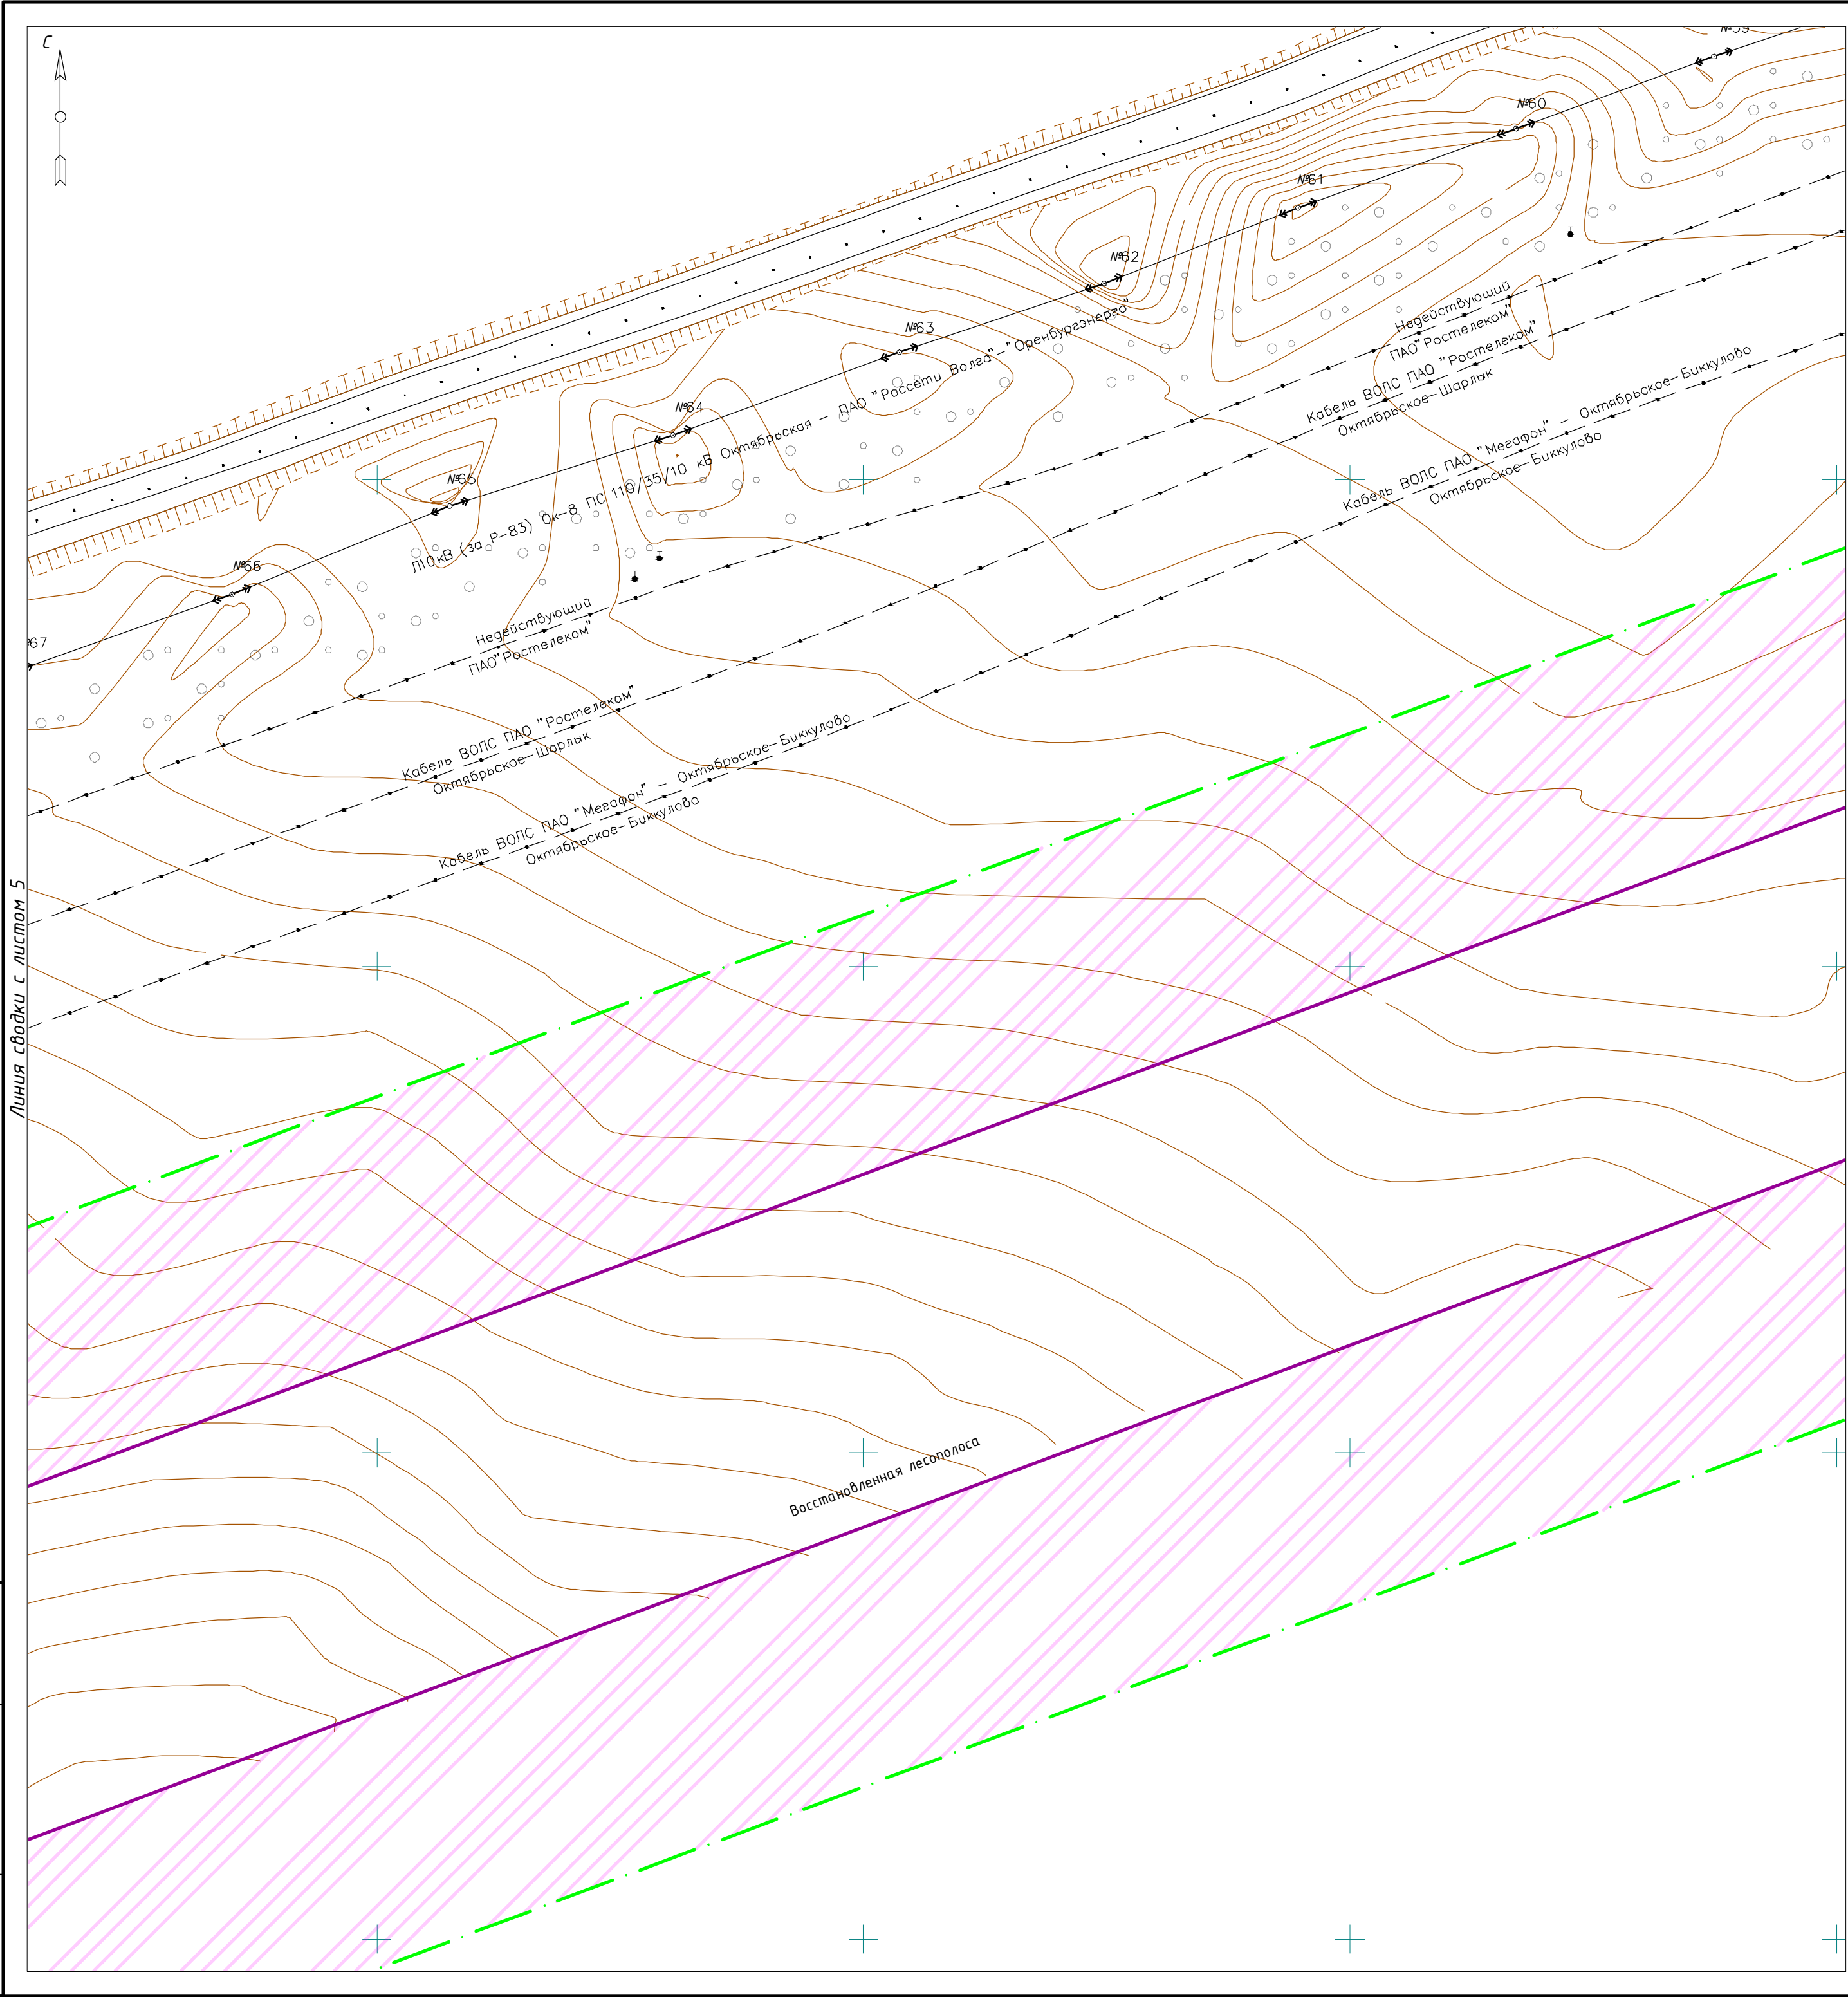 С
№59
№60
№61
№62
№63
№64
№65
№66
№67
Л10кВ (за Р-83) Ок-8 ПС 110/35/10 кВ Октябрьская - ПАО "Россети Волга"-"Оренбургэнерго"
Недействующий
ПАО"Ростелеком"
Кабель ВОЛС ПАО "Ростелеком"
Октябрьское-Шарлык
Кабель ВОЛС ПАО "Мегафон" - Октябрьское-Биккулово
Октябрьское-Биккулово
Недействующий
ПАО"Ростелеком"
Кабель ВОЛС ПАО "Ростелеком"
Октябрьское-Шарлык
Кабель ВОЛС ПАО "Мегафон" - Октябрьское-Биккулово
Октябрьское-Биккулово
Линия сводки с листом 5
Восстановленная лесополоса